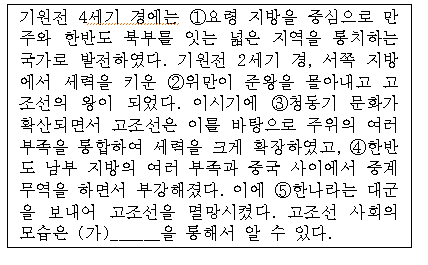 기원전 4세기 경에는 ①요령 지방을 중심으로 만
주와 한반도 북부를 잇는 넓은 지역을 통치하는
국가로 발전하였다. 기원전 2세기 경, 서쪽 지방
에서 세력을 키운 ②위만이 준왕을 몰아내고 고
조선의 왕이 되었다. 이시기에 ③청동기 문화가
확산되면서 고조선은 이를 바탕으로 주위의 여러
부족을 통합하여 세력을 크게 확장하였고, ④한반
도 남부 지방의 여러 부족과 중국 사이에서 중계
무역을 하면서 부강해졌다. 이에 ⑤한나라는 대군
을 보내어 고조선을 멸망시켰다. 고조선 사회의
모습은 (가)______을 통해서 알 수 있다.